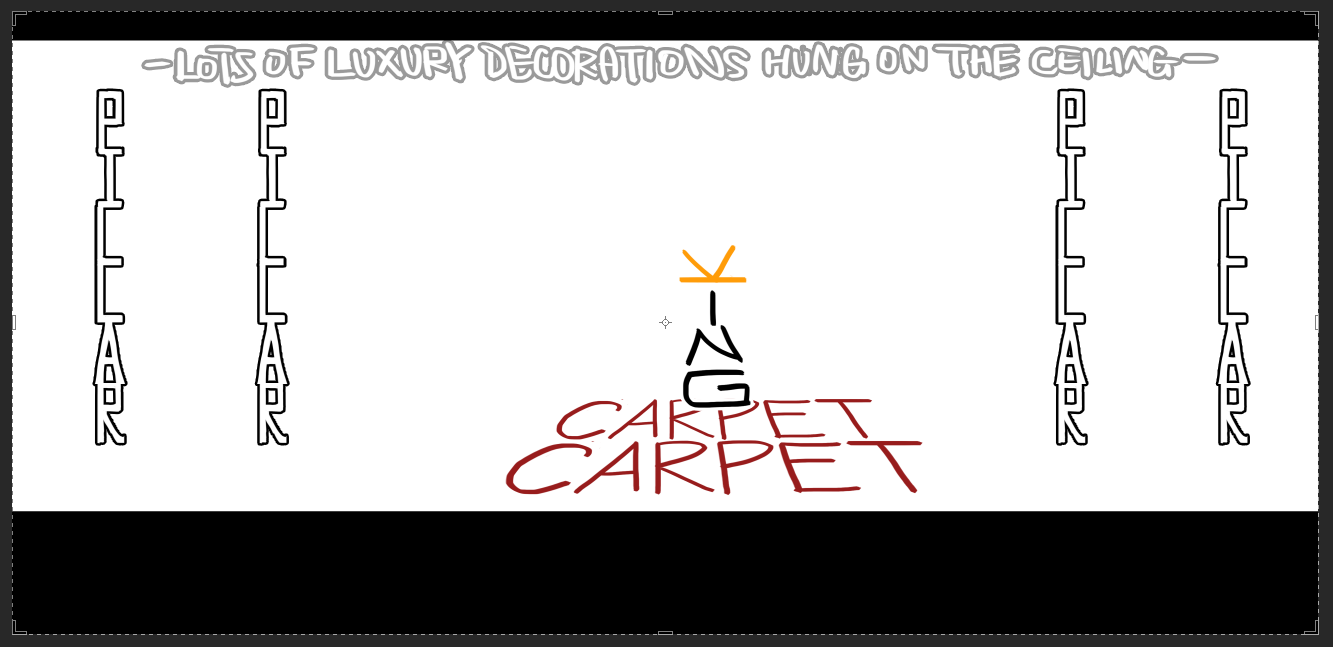 -LOTS OF LUXURY DECORATIONS HUNG ON THE CEILING-
PILLAR
PILLAR
KING
PILLAR
PILLAR
CARPET
CARPET